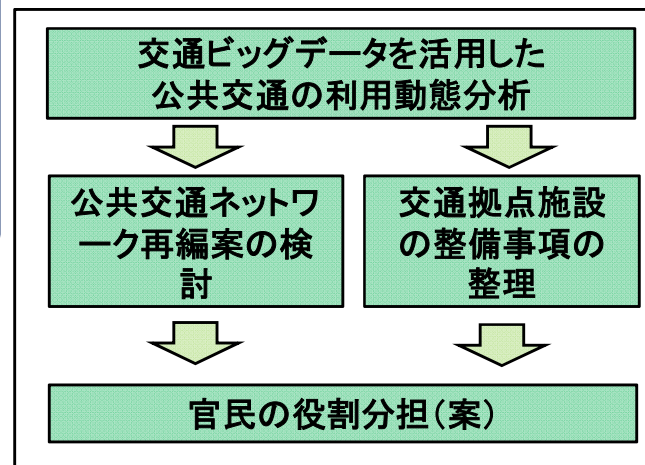 交通ビッグデータを活用した
公共交通の利用動態分析
公共交通ネットワ
ーク再編案の検
討
交通拠点施設
の整備事項の
整理
官民の役割分担(案)